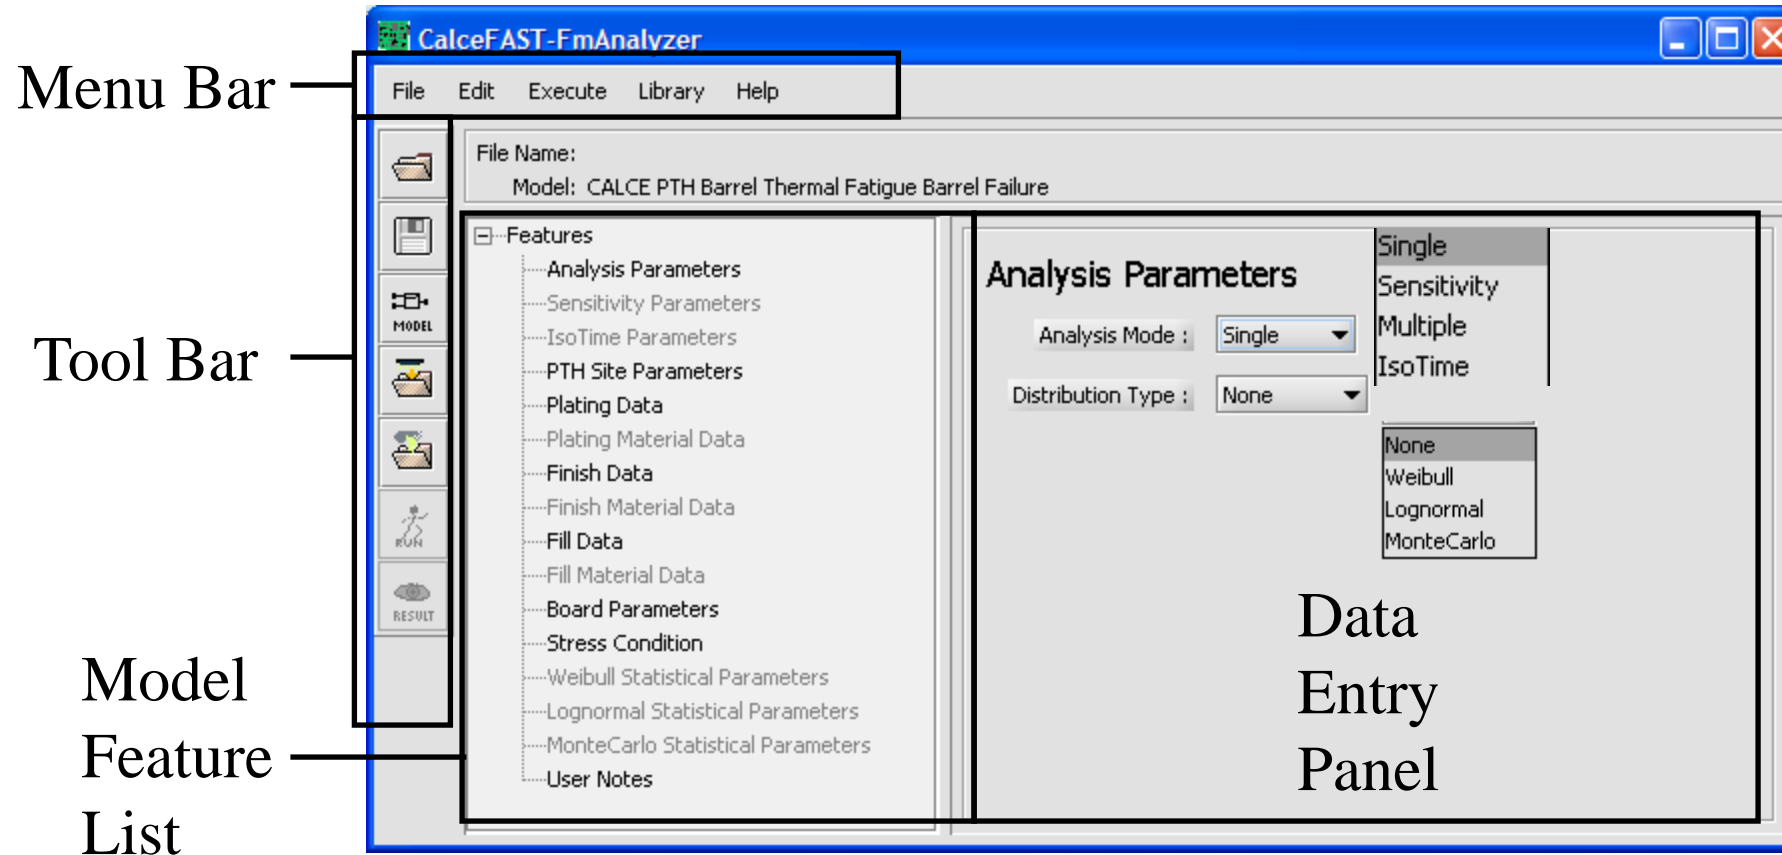 CalceFAST-FmAnalyzer
Menu Bar
File Edit Execute Library Help
File Name:
Model: CALCE PTH Barrel Thermal Fatigue Barrel Failure
MODEL
RUN
RESULT
Tool Bar
Model
Feature
List
Features
Analysis Parameters
Sensitivity Parameters
IsoTime Parameters
PTH Site Parameters
Plating Data
Plating Material Data
Finish Data
Finish Material Data
Fill Data
Fill Material Data
Board Parameters
Stress Condition
Weibull Statistical Parameters
Lognormal Statistical Parameters
MonteCarlo Statistical Parameters
User Notes
Analysis Parameters
Analysis Mode : Single
Distribution Type : None
Single
Sensitivity
Multiple
IsoTime
None
Weibull
Lognormal
MonteCarlo
Data
Entry
Panel